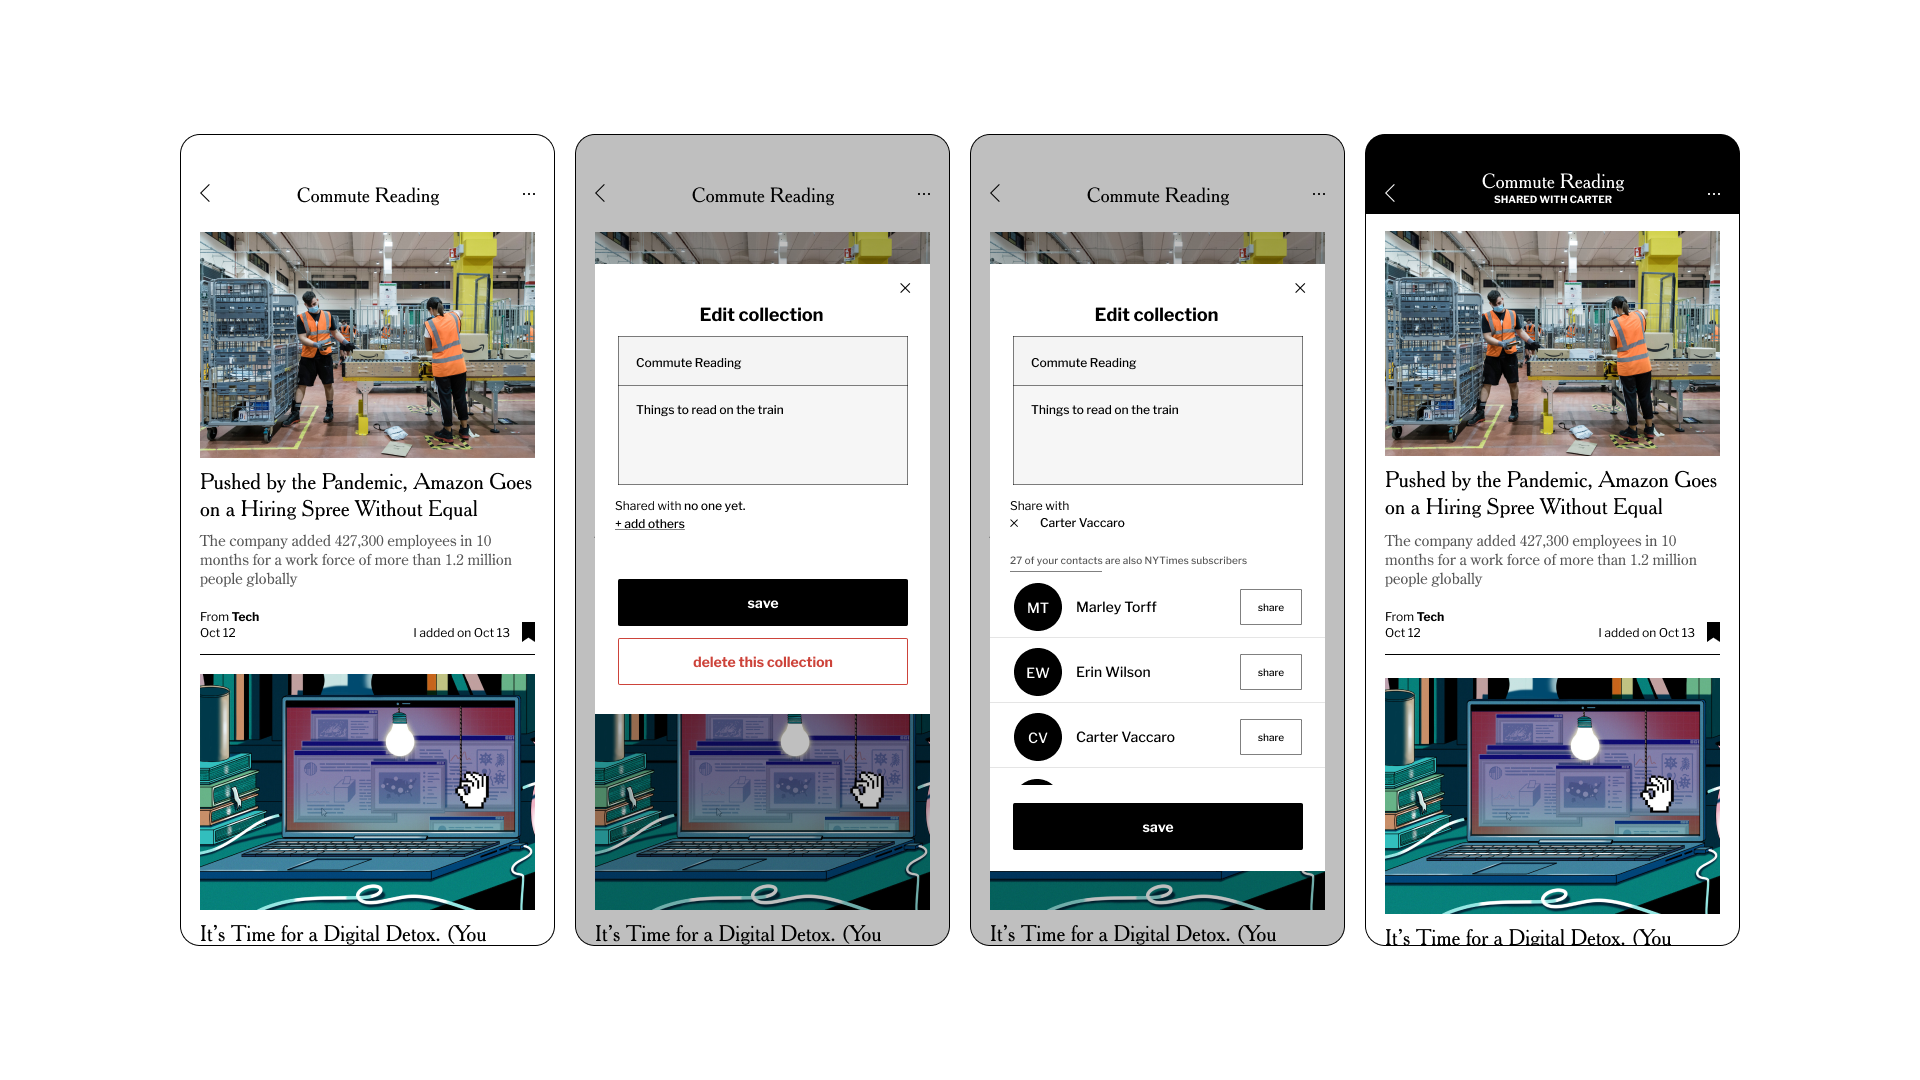 Commute Reading
...
Pushed by the Pandemic, Amazon Goes
on a Hiring Spree Without Equal
The company added 427,300 employees in 10
months for a work force of more than 1.2 million
people globally
From Tech
Oct 12
I added on Oct 13
It’s Time for a Digital Detox. (You
Commute Reading
...
Edit collection
Commute Reading
Things to read on the train
Shared with no one yet.
+ add others
save
delete this collection
It’s Time for a Digital Detox. (You
Commute Reading
...
Edit collection
Commute Reading
Things to read on the train
Share with
Carter Vaccaro
27 of your contacts are also NYTimes subscribers
MT Marley Torff share
EW Erin Wilson share
CV Carter Vaccaro share
save
It’s Time for a Digital Detox. (You
Commute Reading
SHARED WITH CARTER
...
Pushed by the Pandemic, Amazon Goes
on a Hiring Spree Without Equal
The company added 427,300 employees in 10
months for a work force of more than 1.2 million
people globally
From Tech
Oct 12
I added on Oct 13
It’s Time for a Digital Detox. (You